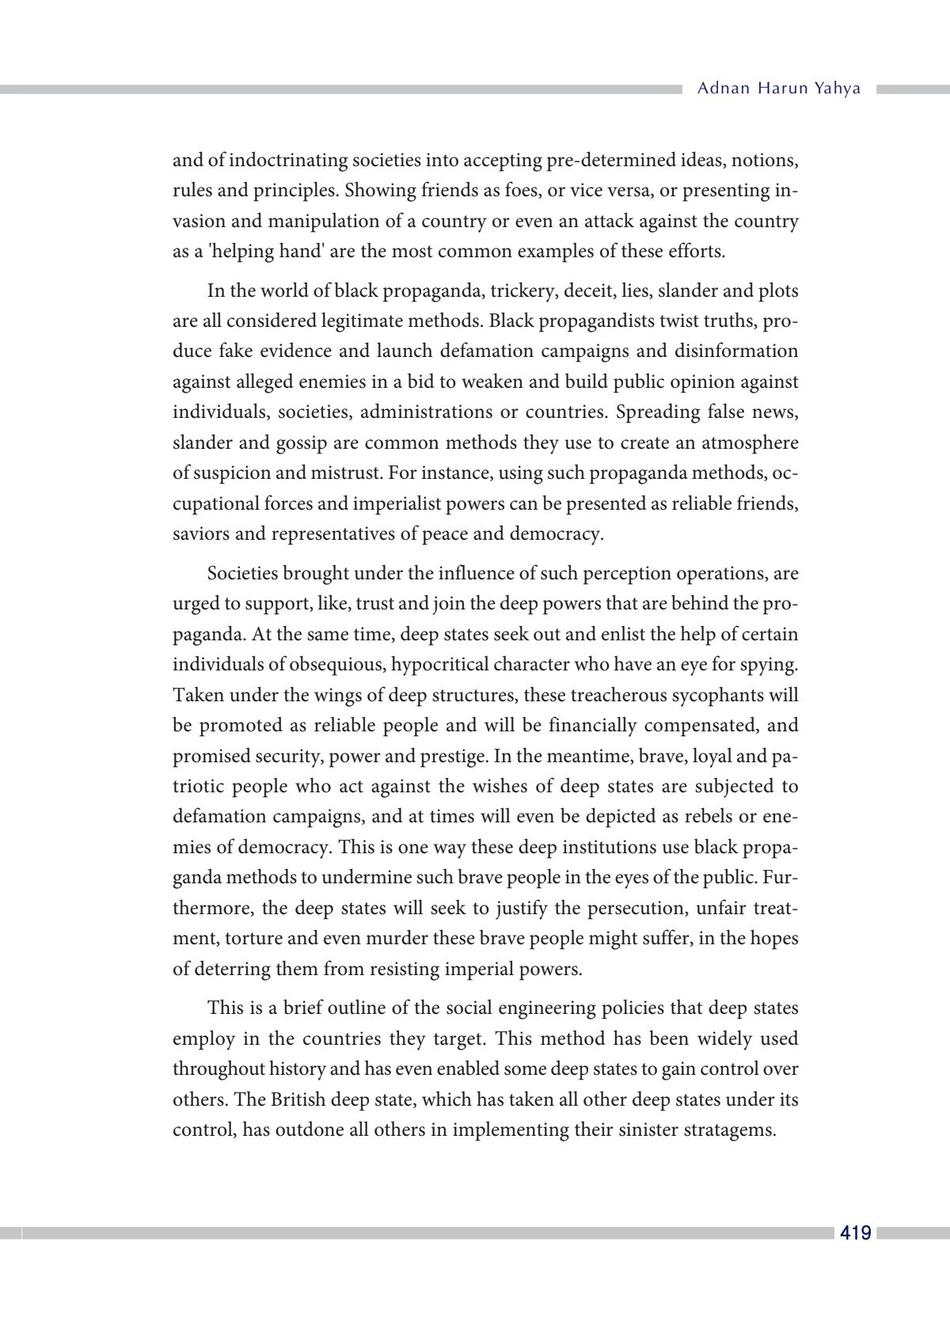 Adnan Harun Yahya
and of indoctrinating societies into accepting pre-determined ideas, notions,
rules and principles. Showing friends as foes, or vice versa, or presenting in-
vasion and manipulation of a country or even an attack against the country
as a 'helping hand' are the most common examples of these efforts.
In the world of black propaganda, trickery, deceit, lies, slander and plots
are all considered legitimate methods. Black propagandists twist truths, pro-
duce fake evidence and launch defamation campaigns and disinformation
against alleged enemies in a bid to weaken and build public opinion against
individuals, societies, administrations or countries. Spreading false news,
slander and gossip are common methods they use to create an atmosphere
of suspicion and mistrust. For instance, using such propaganda methods, oc-
cupational forces and imperialist powers can be presented as reliable friends,
saviors and representatives of peace and democracy.
Societies brought under the influence of such perception operations, are
urged to support, like, trust and join the deep powers that are behind the pro-
paganda. At the same time, deep states seek out and enlist the help of certain
individuals of obsequious, hypocritical character who have an eye for spying.
Taken under the wings of deep structures, these treacherous sycophants will
be promoted as reliable people and will be financially compensated, and
promised security, power and prestige. In the meantime, brave, loyal and pa-
triotic people who act against the wishes of deep states are subjected to
defamation campaigns, and at times will even be depicted as rebels or ene-
mies of democracy. This is one way these deep institutions use black propa-
ganda methods to undermine such brave people in the eyes of the public. Fur-
thermore, the deep states will seek to justify the persecution, unfair treat-
ment, torture and even murder these brave people might suffer, in the hopes
of deterring them from resisting imperial powers.
This is a brief outline of the social engineering policies that deep states
employ in the countries they target. This method has been widely used
throughout history and has even enabled some deep states to gain control over
others. The British deep state, which has taken all other deep states under its
control, has outdone all others in implementing their sinister stratagems.
419